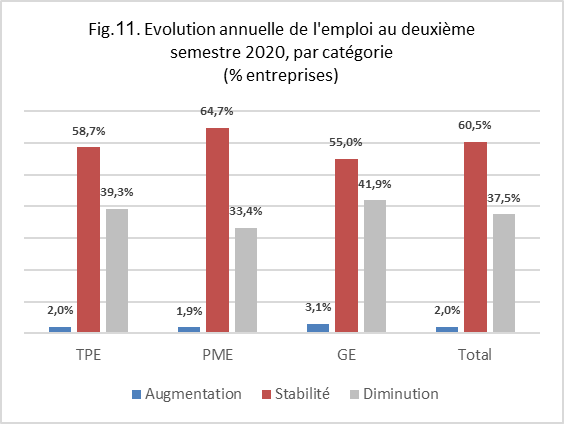 Fig.11. Evolution annuelle de l'emploi au deuxième
semestre 2020, par catégorie
(% entreprises)
58,7%
64,7%
55,0%
60,5%
39,3%
33,4%
41,9%
37,5%
2,0%
1,9%
3,1%
2,0%
TPE PME GE Total
Augmentation Stabilité Diminution